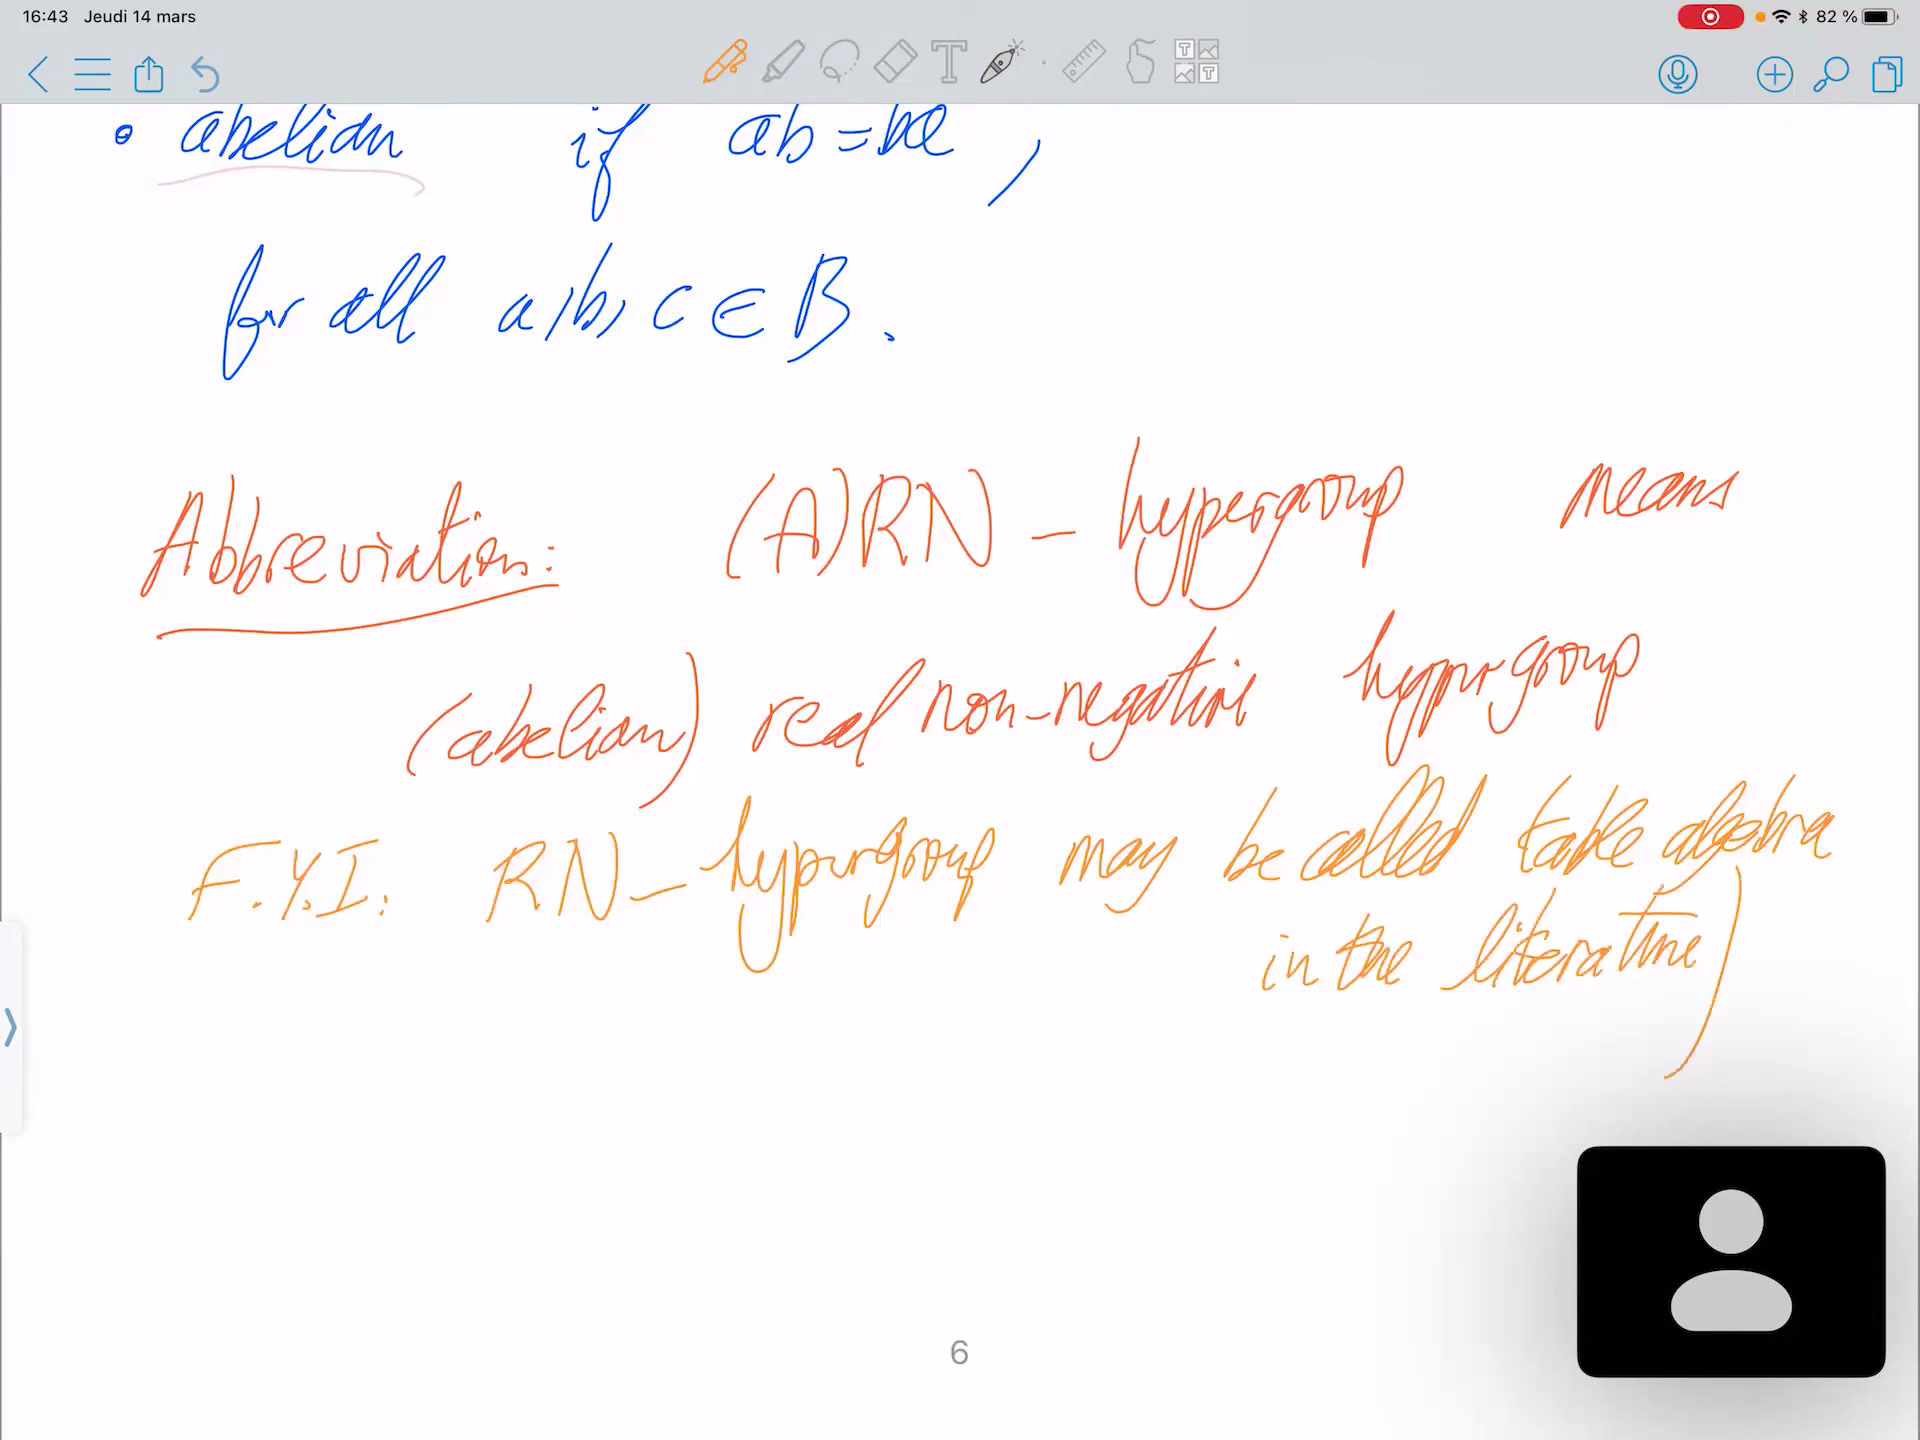 16:43 Jeudi 14 mars 82 %
• abelian if ab = ba ,
for all a, b, c ∈ B .
Abbreviation: (A)RN - hypergroup means
(abelian) real non-negative hypergroup
F.Y.I: RN - hypergroup may be called table algebra
in the literature)
6